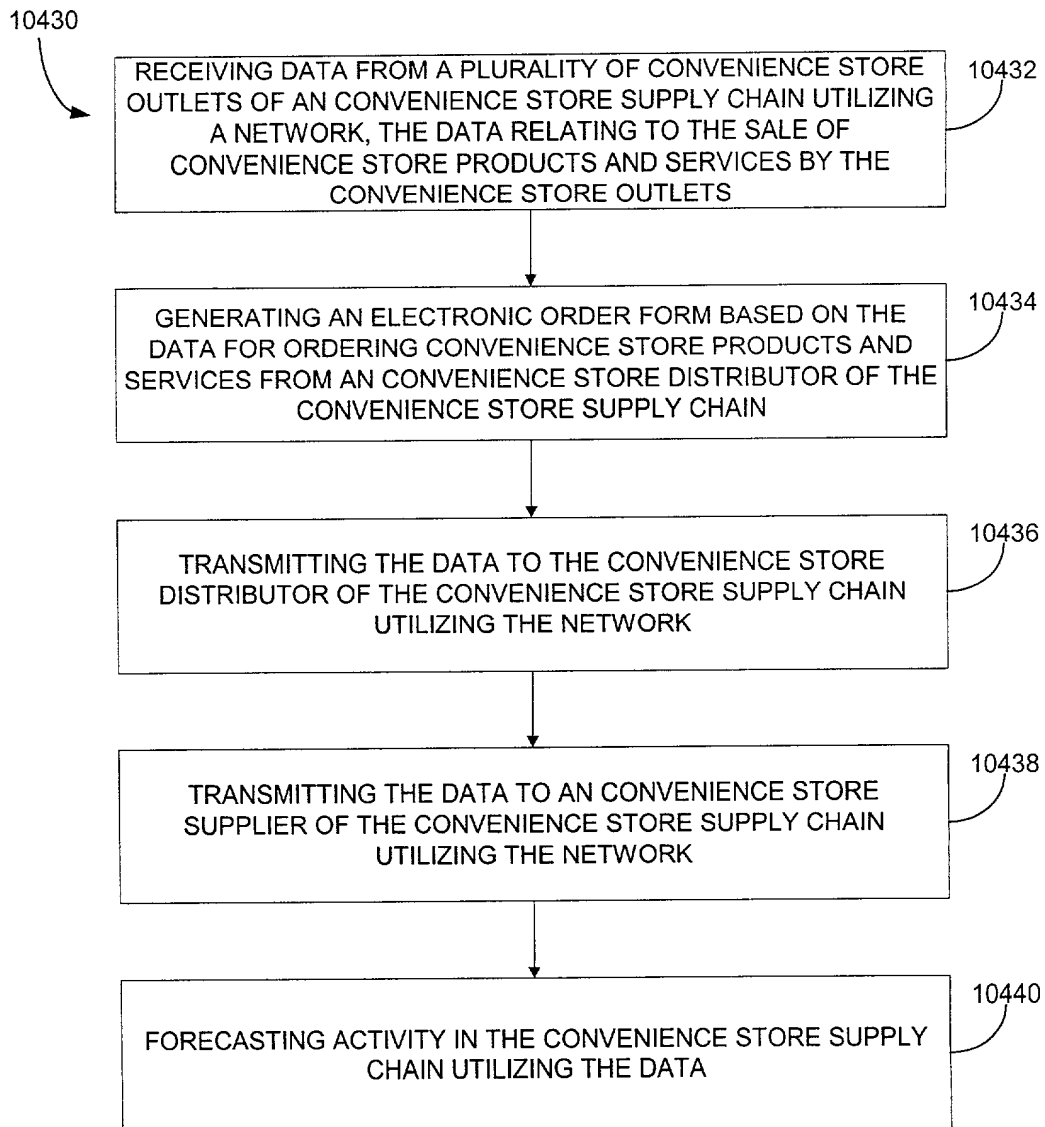 10430
RECEIVING DATA FROM A PLURALITY OF CONVENIENCE STORE
OUTLETS OF AN CONVENIENCE STORE SUPPLY CHAIN UTILIZING
A NETWORK, THE DATA RELATING TO THE SALE OF
CONVENIENCE STORE PRODUCTS AND SERVICES BY THE
CONVENIENCE STORE OUTLETS
10432
GENERATING AN ELECTRONIC ORDER FORM BASED ON THE
DATA FOR ORDERING CONVENIENCE STORE PRODUCTS AND
SERVICES FROM AN CONVENIENCE STORE DISTRIBUTOR OF THE
CONVENIENCE STORE SUPPLY CHAIN
10434
TRANSMITTING THE DATA TO THE CONVENIENCE STORE
DISTRIBUTOR OF THE CONVENIENCE STORE SUPPLY CHAIN
UTILIZING THE NETWORK
10436
TRANSMITTING THE DATA TO AN CONVENIENCE STORE
SUPPLIER OF THE CONVENIENCE STORE SUPPLY CHAIN
UTILIZING THE NETWORK
10438
FORECASTING ACTIVITY IN THE CONVENIENCE STORE SUPPLY
CHAIN UTILIZING THE DATA
10440